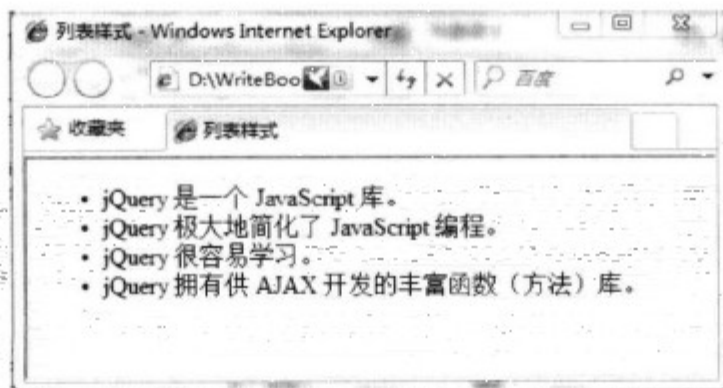 列表样式 - Windows Internet Explorer
D:\WriteBoo
百度
收藏夹
列表样式
• jQuery 是一个 JavaScript 库。
• jQuery 极大地简化了 JavaScript 编程。
• jQuery 很容易学习。
• jQuery 拥有供 AJAX 开发的丰富函数（方法）库。